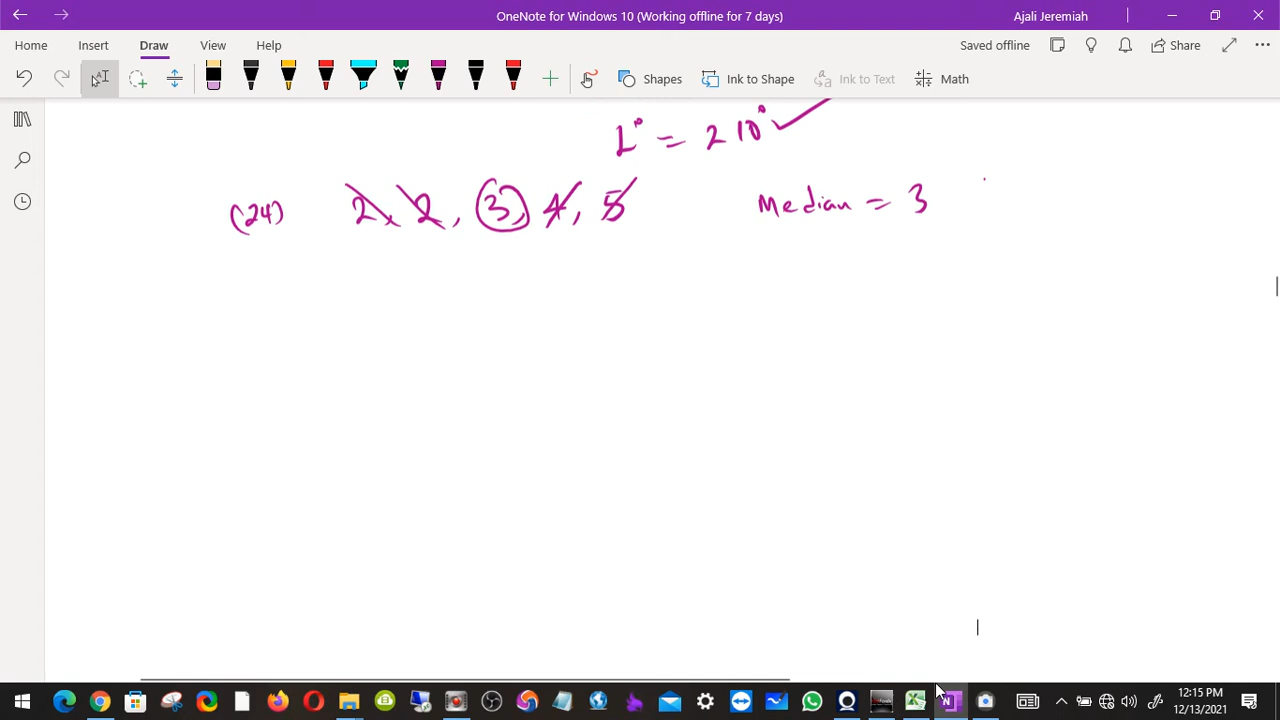 OneNote for Windows 10 (Working offline for 7 days)
Ajali Jeremiah
Home Insert Draw View Help
Saved offline
Share
Shapes
Ink to Shape
Ink to Text
Math
L° = 210°
(24) 2, 2, 3, 4, 5 Median = 3
12:15 PM
12/13/2021